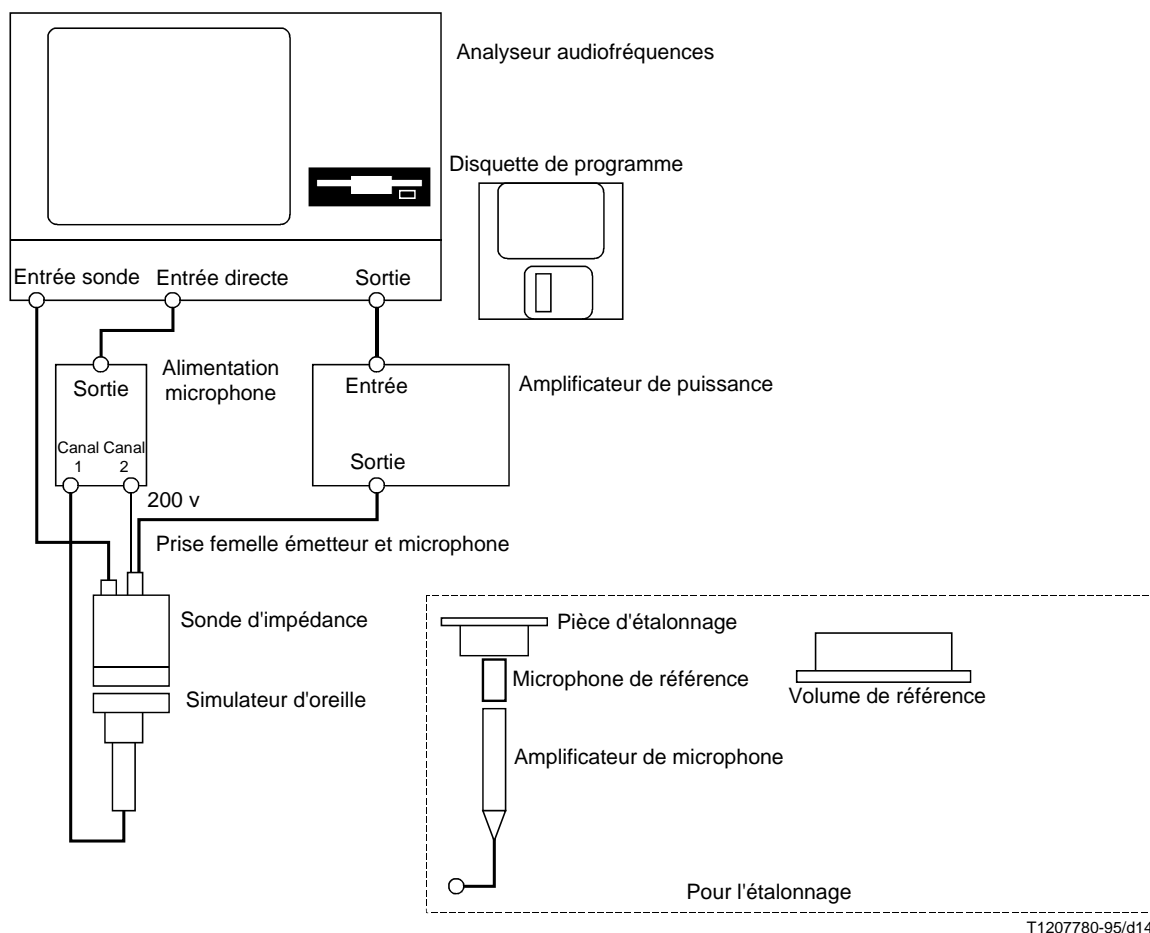 Analyseur audiofréquences
Disquette de programme
Entrée sonde
Entrée directe
Sortie
Sortie
Alimentation
microphone
Entrée
Amplificateur de puissance
Canal Canal
1 2
Sortie
200 v
Prise femelle émetteur et microphone
Sonde d'impédance
Simulateur d'oreille
Pièce d'étalonnage
Microphone de référence
Volume de référence
Amplificateur de microphone
Pour l'étalonnage
T1207780-95/d14